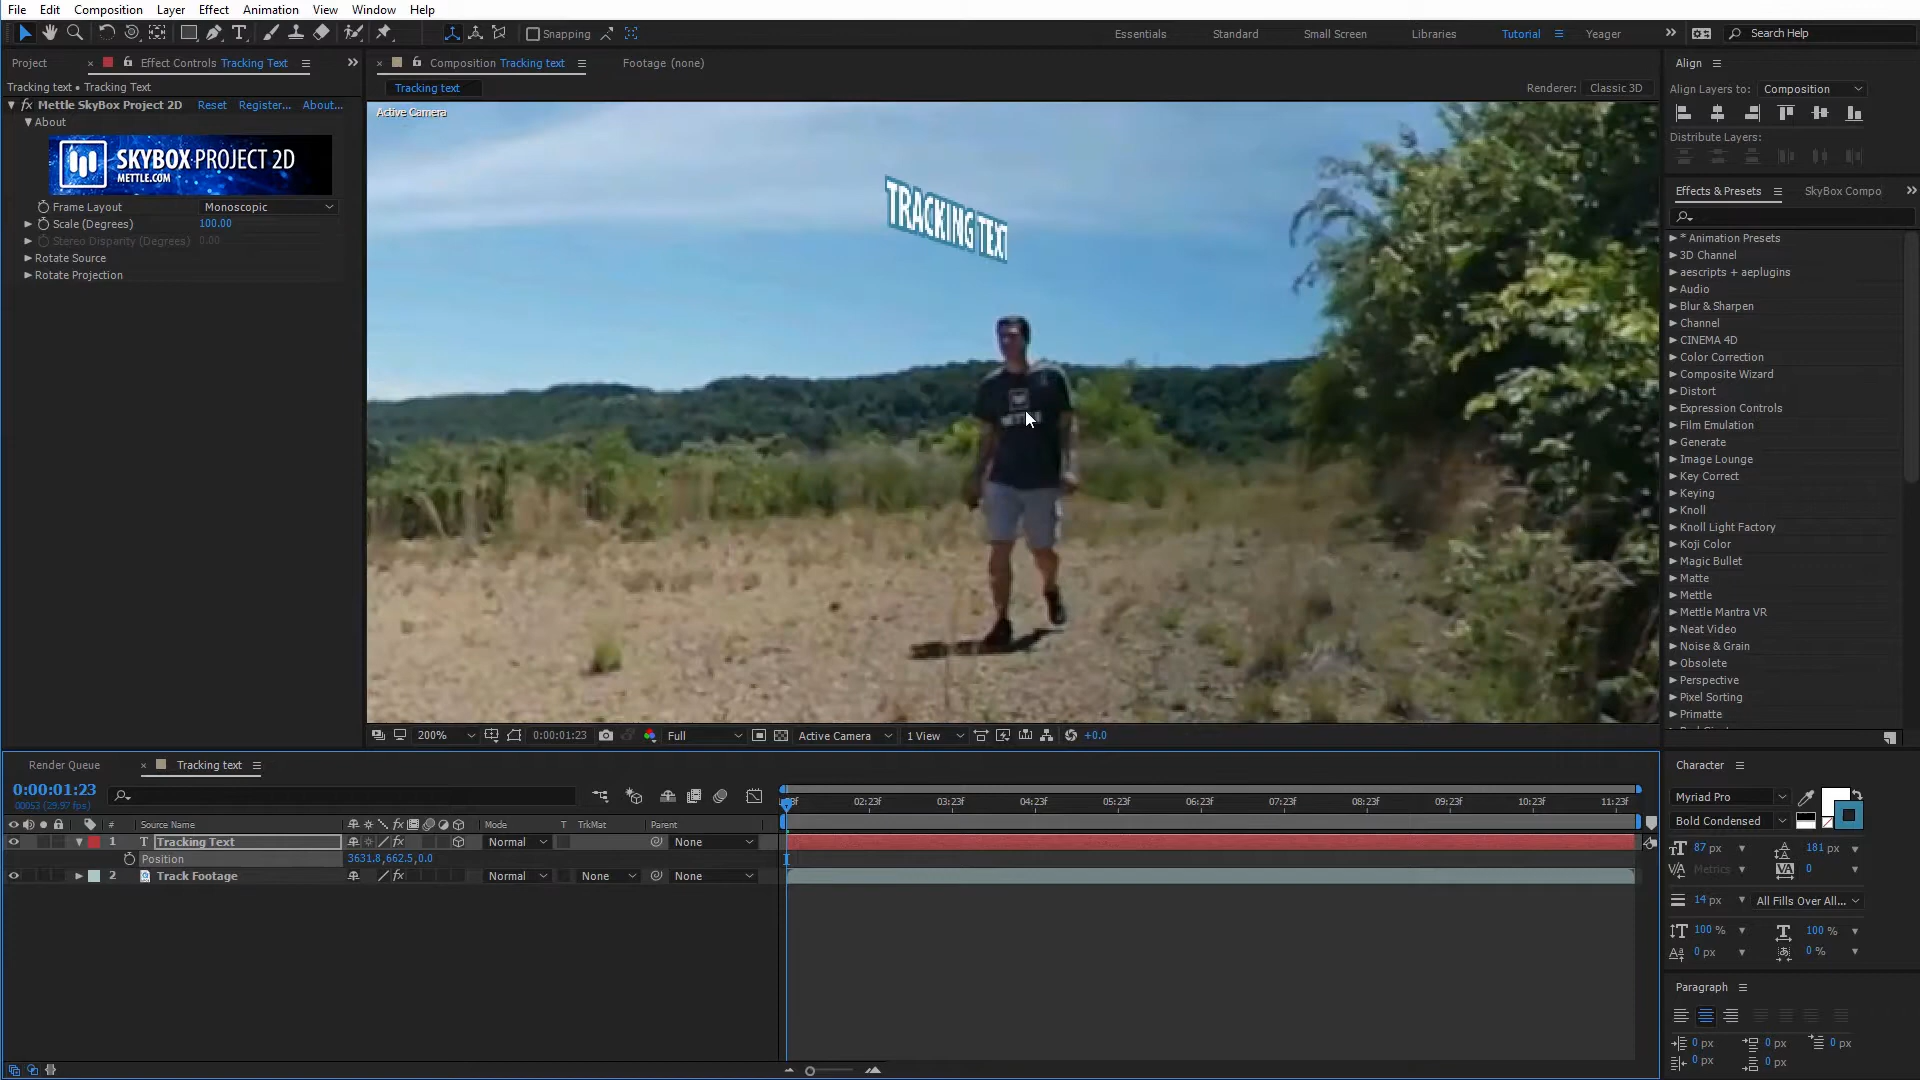 File Edit Composition Layer Effect Animation View Window Help
Snapping Essentials Standard Small Screen Libraries Tutorial Yeager Search Help
Project Effect Controls Tracking Text Composition Tracking text Footage (none) Align
Tracking text • Tracking Text Tracking text Renderer: Classic 3D Align Layers to: Composition
fx Mettle SkyBox Project 2D Reset Register... About...
About Active Camera
Distribute Layers:
SKYBOX PROJECT 2D
METTLE.COM
Frame Layout Monoscopic
Scale (Degrees) 100.00
Stereo Disparity (Degrees) 0.00
Rotate Source
Rotate Projection
TRACKING TEXT
Effects & Presets SkyBox Compo
* Animation Presets
3D Channel
aescripts + aeplugins
Audio
Blur & Sharpen
Channel
CINEMA 4D
Color Correction
Composite Wizard
Distort
Expression Controls
Film Emulation
Generate
Image Lounge
Key Correct
Keying
Knoll
Knoll Light Factory
Koji Color
Magic Bullet
Matte
Mettle
Mettle Mantra VR
Neat Video
Noise & Grain
Obsolete
Perspective
Pixel Sorting
Primatte
200% 0:00:01:23 Full Active Camera 1 View +0.0
Render Queue Tracking text
0:00:01:23
00053 (29.97 fps)
02:23f 03:23f 04:23f 05:23f 06:23f 07:23f 08:23f 09:23f 10:23f 11:23f
# Source Name fx Mode T TrkMat Parent
1 T Tracking Text fx Normal None
Position 3631.8,662.5,0.0
2 Track Footage fx Normal None None
Character
Myriad Pro
Bold Condensed
87 px 181 px
Metrics 0
14 px All Fills Over All...
100 % 100 %
0 px 0 %
Paragraph
0 px 0 px 0 px
0 px 0 px